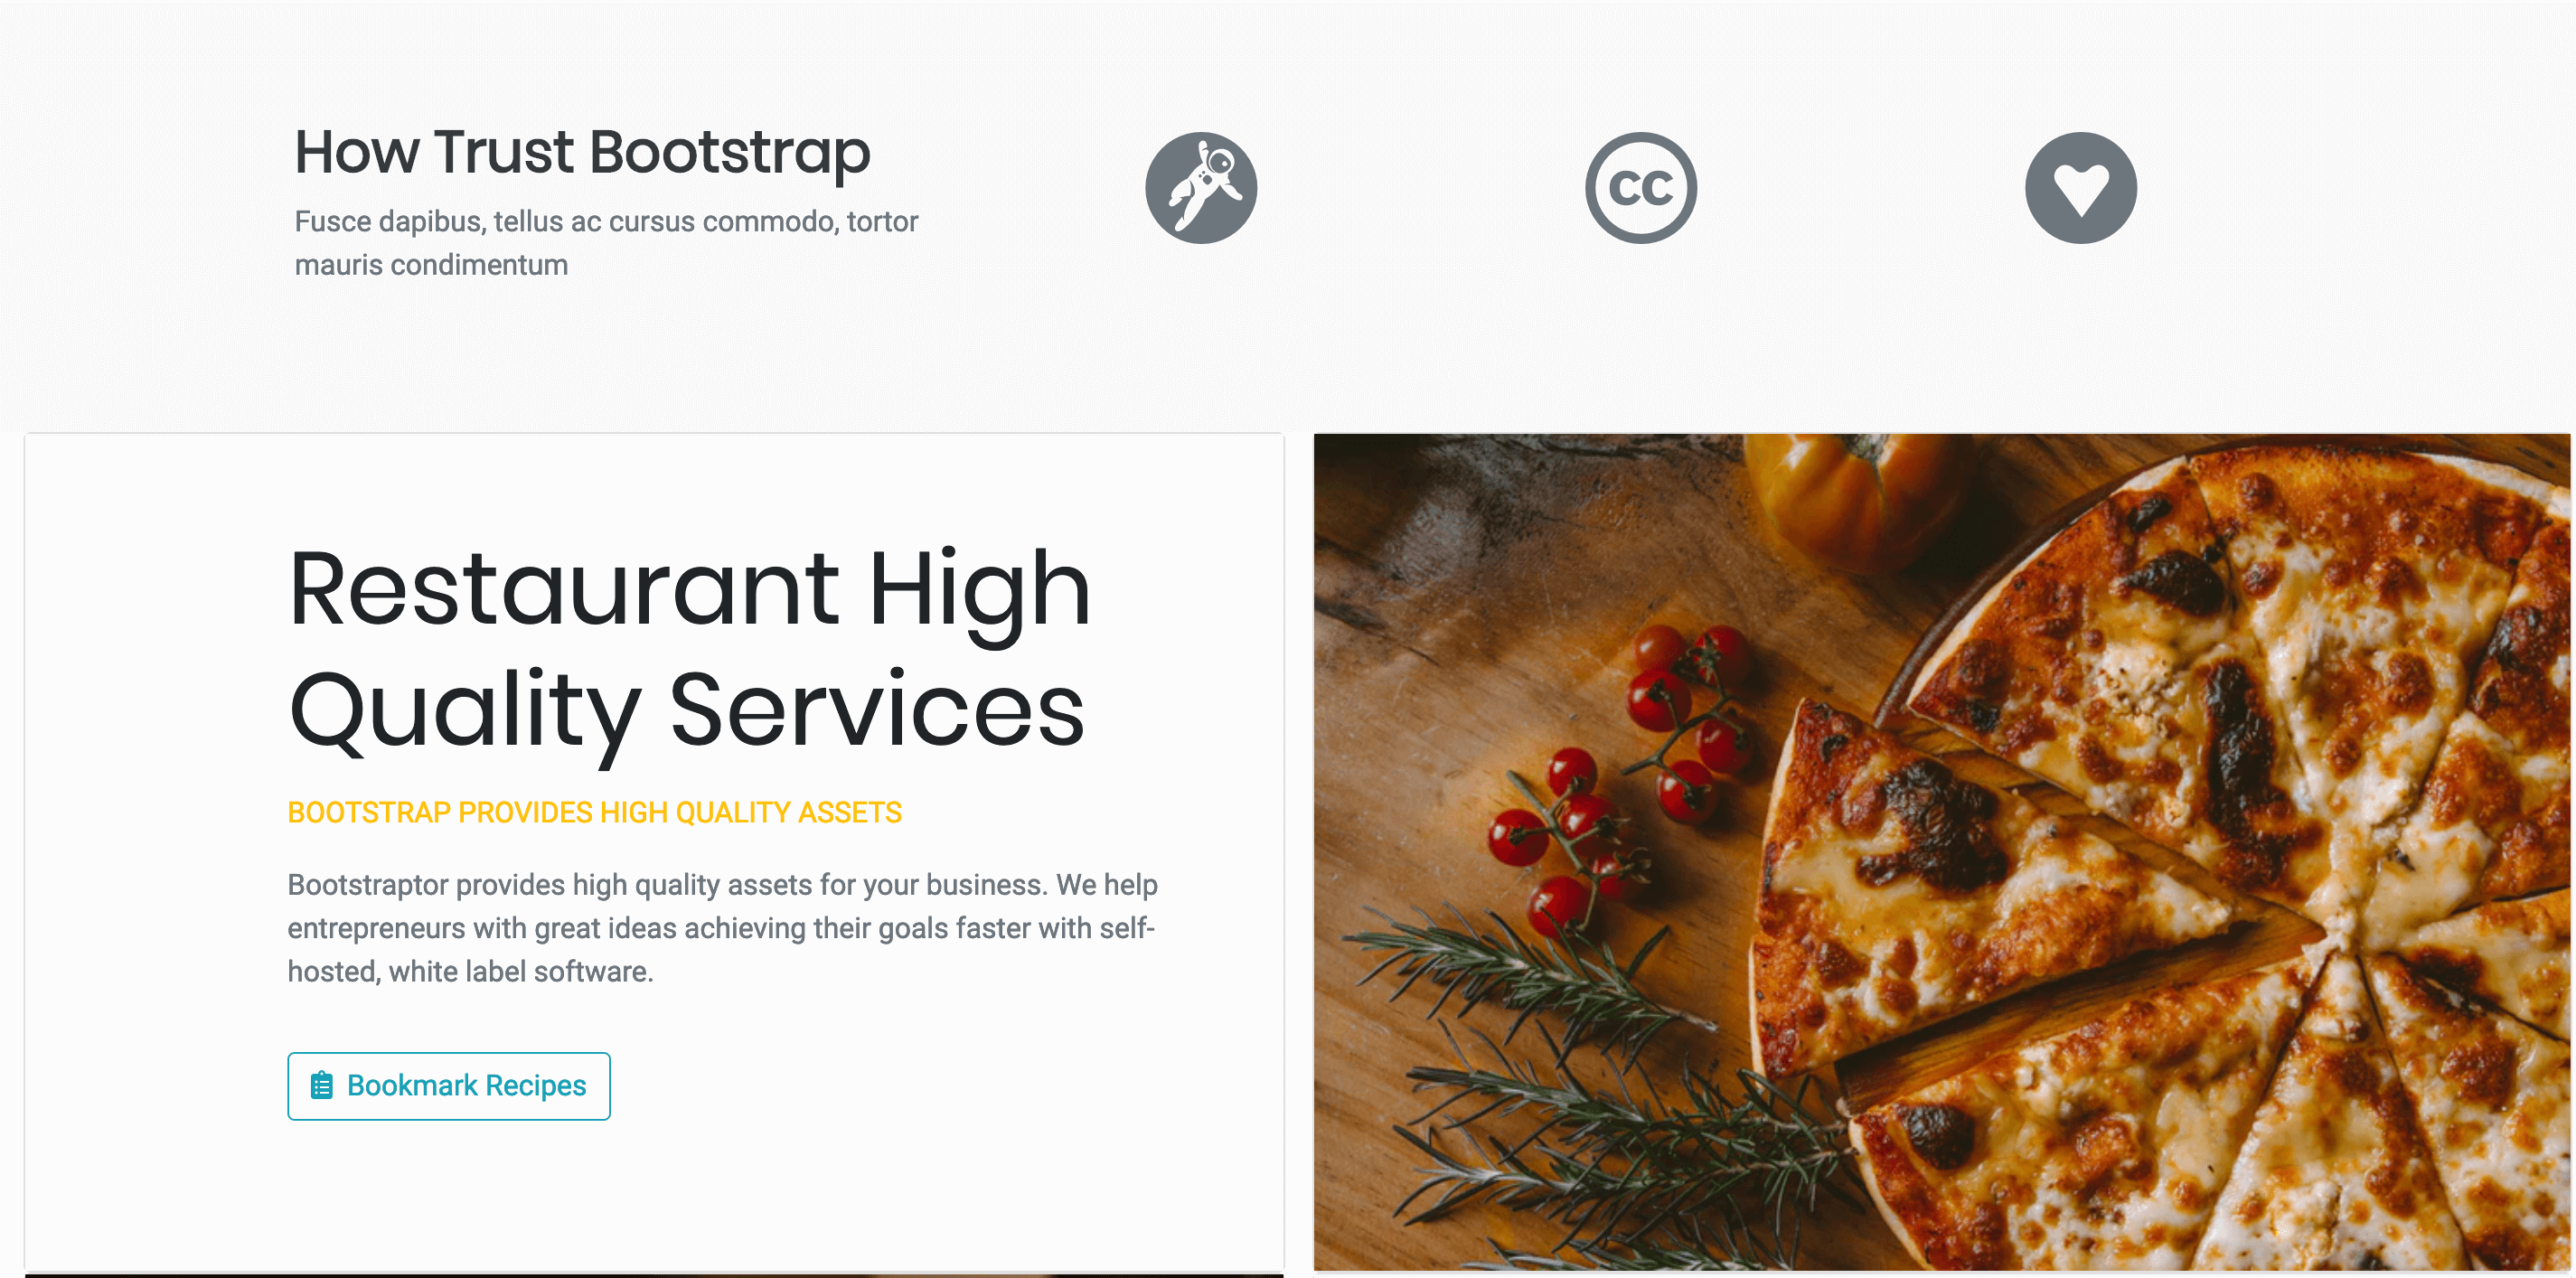 How Trust Bootstrap
Fusce dapibus, tellus ac cursus commodo, tortor
mauris condimentum
CC
Restaurant High
Quality Services
BOOTSTRAP PROVIDES HIGH QUALITY ASSETS
Bootstraptor provides high quality assets for your business. We help
entrepreneurs with great ideas achieving their goals faster with self-
hosted, white label software.
Bookmark Recipes